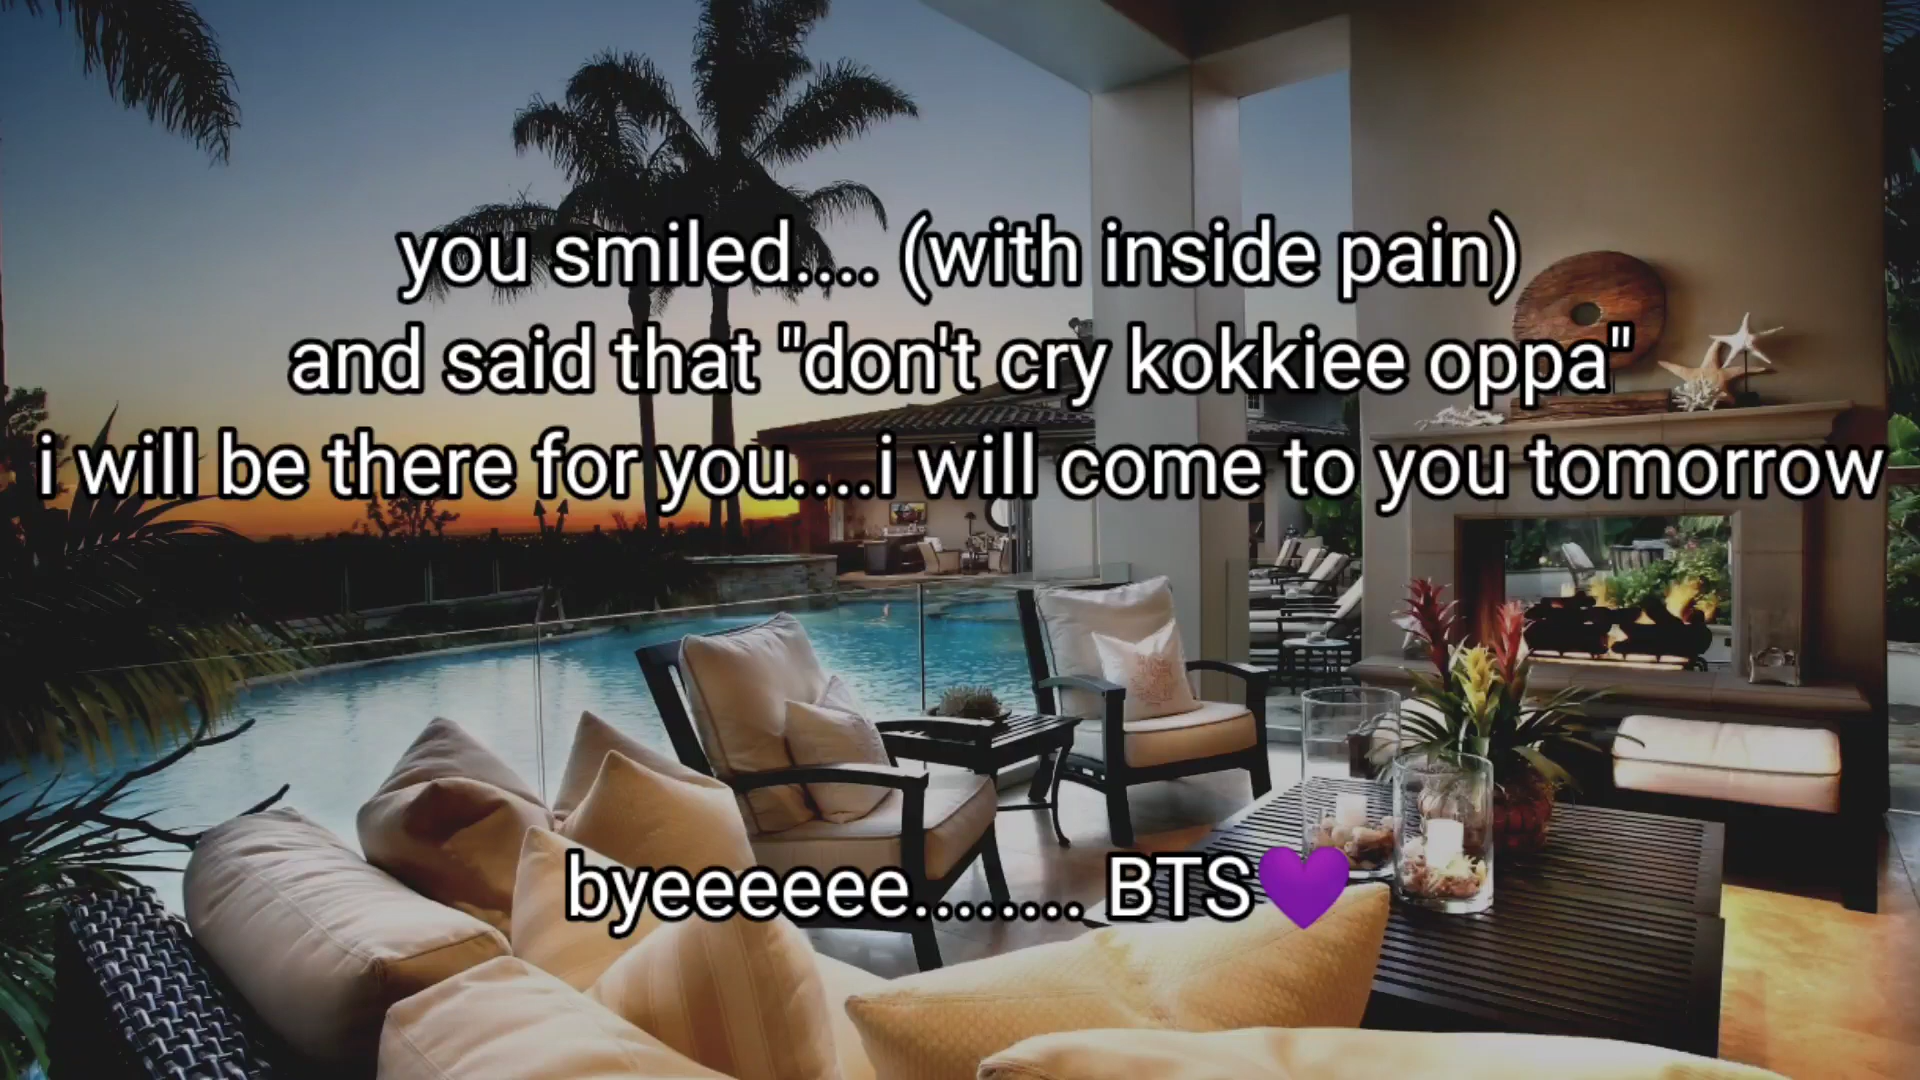 you smiled.... (with inside pain)
and said that "don't cry kokkiee oppa"
i will be there for you....i will come to you tomorrow
byeeeeeee........ BTS💜